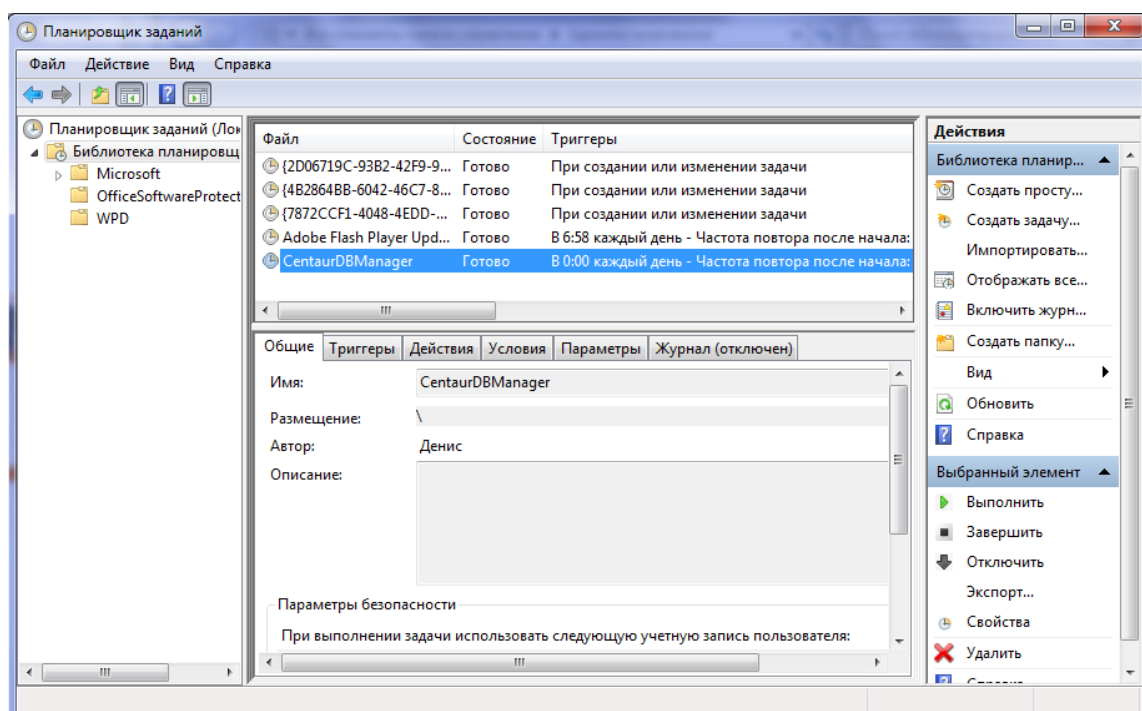 Планировщик заданий
Файл Действие Вид Справка
Планировщик заданий (Лок
Библиотека планировщ
Microsoft
OfficeSoftwareProtect
WPD
Файл Состояние Триггеры
{2D06719C-93B2-42F9-9... Готово При создании или изменении задачи
{4B2864BB-6042-46C7-8... Готово При создании или изменении задачи
{7872CCF1-4048-4EDD-... Готово При создании или изменении задачи
Adobe Flash Player Upd... Готово В 6:58 каждый день - Частота повтора после начала:
CentaurDBManager Готово В 0:00 каждый день - Частота повтора после начала:
Общие Триггеры Действия Условия Параметры Журнал (отключен)
Имя: CentaurDBManager
Размещение: \
Автор: Денис
Описание:
Параметры безопасности
При выполнении задачи использовать следующую учетную запись пользователя:
Действия
Библиотека планир...
Создать просту...
Создать задачу...
Импортировать...
Отображать все...
Включить журн...
Создать папку...
Вид
Обновить
Справка
Выбранный элемент
Выполнить
Завершить
Отключить
Экспорт...
Свойства
Удалить